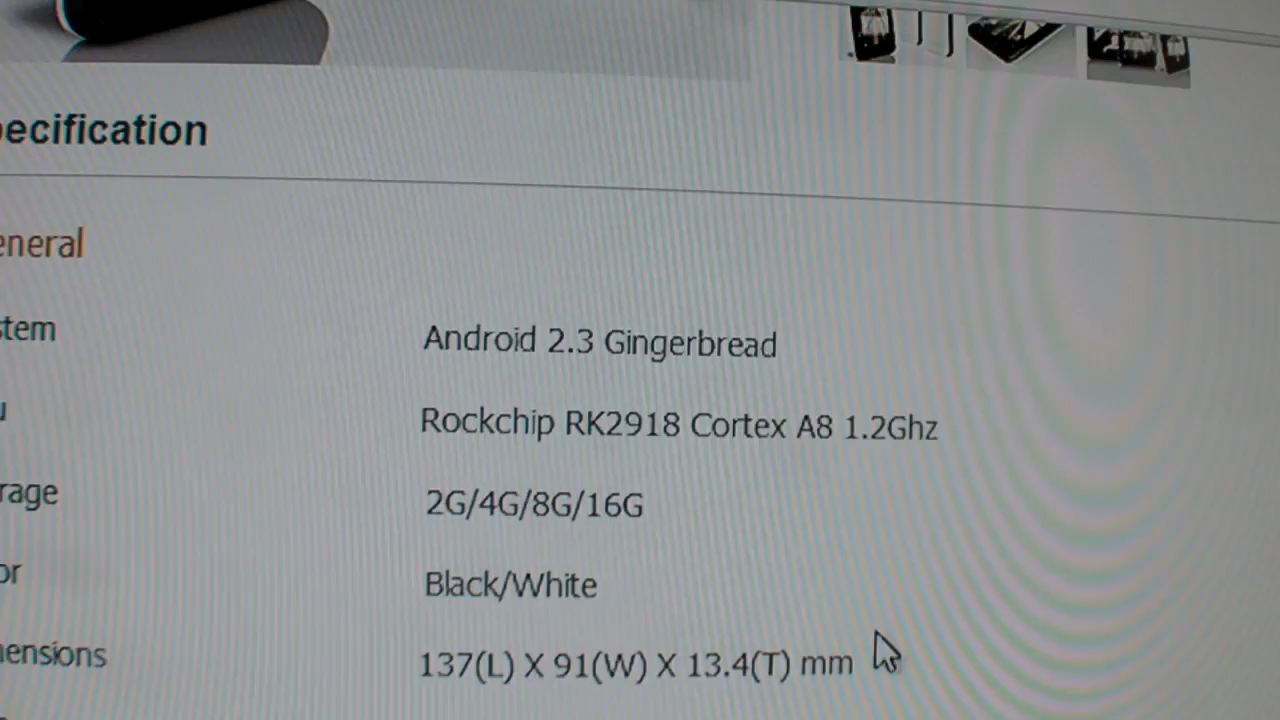 pecification
eneral
stem Android 2.3 Gingerbread
u Rockchip RK2918 Cortex A8 1.2Ghz
rage 2G/4G/8G/16G
or Black/White
ensions 137(L) X 91(W) X 13.4(T) mm